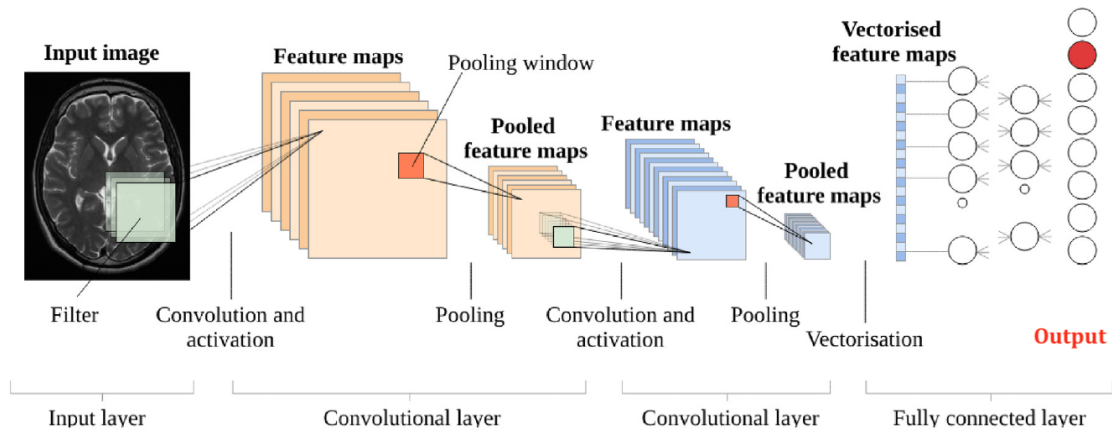 Input image
Feature maps
Pooling window
Pooled
feature maps
Feature maps
Pooled
feature maps
Vectorised
feature maps
Filter
Convolution and
activation
Pooling
Convolution and
activation
Pooling
Vectorisation
Output
Input layer
Convolutional layer
Convolutional layer
Fully connected layer